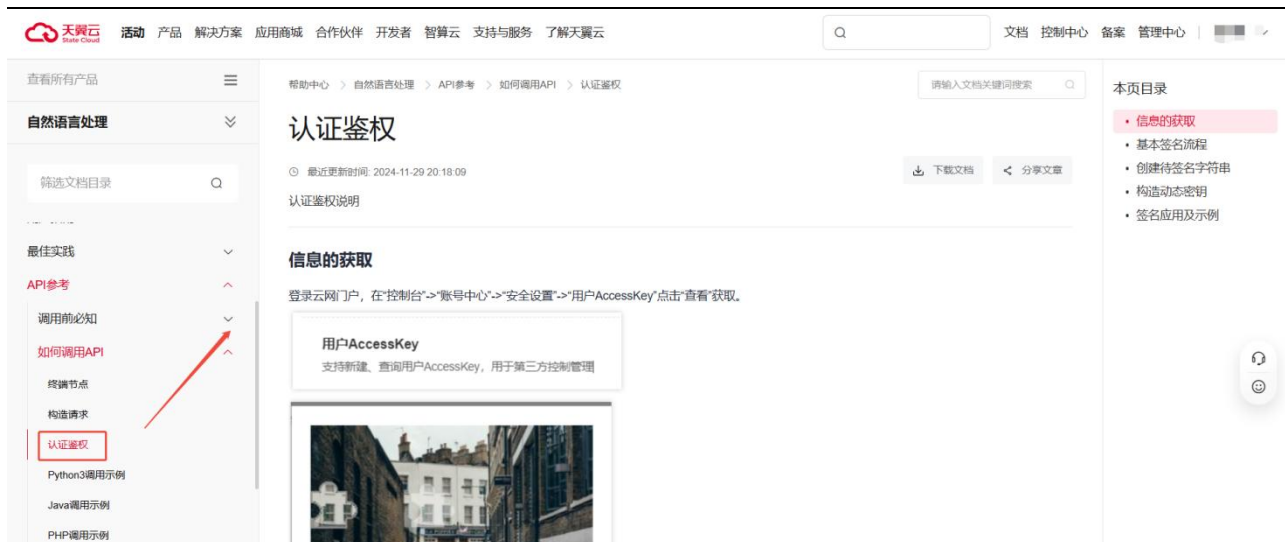 天翼云
State Cloud
活动 产品 解决方案 应用商城 合作伙伴 开发者 智算云 支持与服务 了解天翼云
文档 控制中心 备案 管理中心
查看所有产品
自然语言处理
筛选文档目录
最佳实践
API参考
调用前必知
如何调用API
终端节点
构造请求
认证鉴权
Python3调用示例
Java调用示例
PHP调用示例
帮助中心 > 自然语言处理 > API参考 > 如何调用API > 认证鉴权
请输入文档关键词搜索
认证鉴权
最近更新时间: 2024-11-29 20:18:09
下载文档 分享文章
认证鉴权说明
信息的获取
登录云网门户，在“控制台”->“账号中心”->“安全设置”->“用户AccessKey”点击“查看”获取。
用户AccessKey
支持新建、查询用户AccessKey，用于第三方控制管理
本页目录
• 信息的获取
• 基本签名流程
• 创建待签名字符串
• 构造动态密钥
• 签名应用及示例